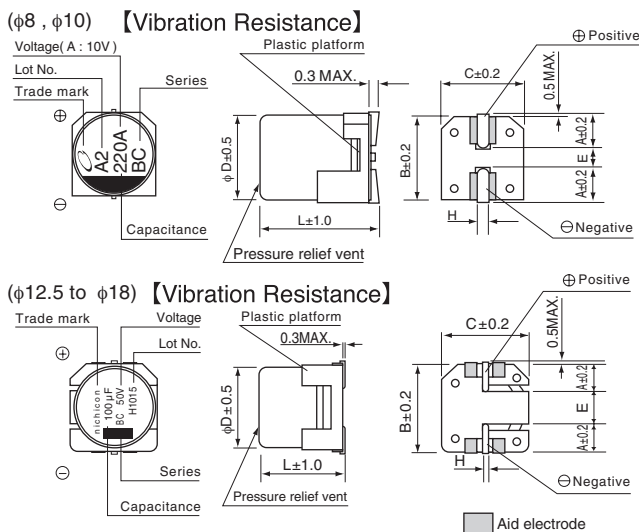 (φ8 , φ10) 【Vibration Resistance】
Voltage( A : 10V )
Lot No.
Trade mark
Series
⊕
⊖
A2
220A
BC
Capacitance
Plastic platform
0.3 MAX.
φD±0.5
L±1.0
Pressure relief vent
⊕ Positive
C±0.2
0.5 MAX.
B±0.2
A±0.2
E
A±0.2
H
⊖ Negative
(φ12.5 to φ18) 【Vibration Resistance】
Trade mark
Voltage
Lot No.
⊕
⊖
nichicon
100 μF
BC 50V
H1015
Series
Capacitance
Plastic platform
0.3MAX.
φD±0.5
L±1.0
Pressure relief vent
⊕ Positive
C±0.2
0.5MAX.
B±0.2
A±0.2
E
A±0.2
H
⊖ Negative
Aid electrode